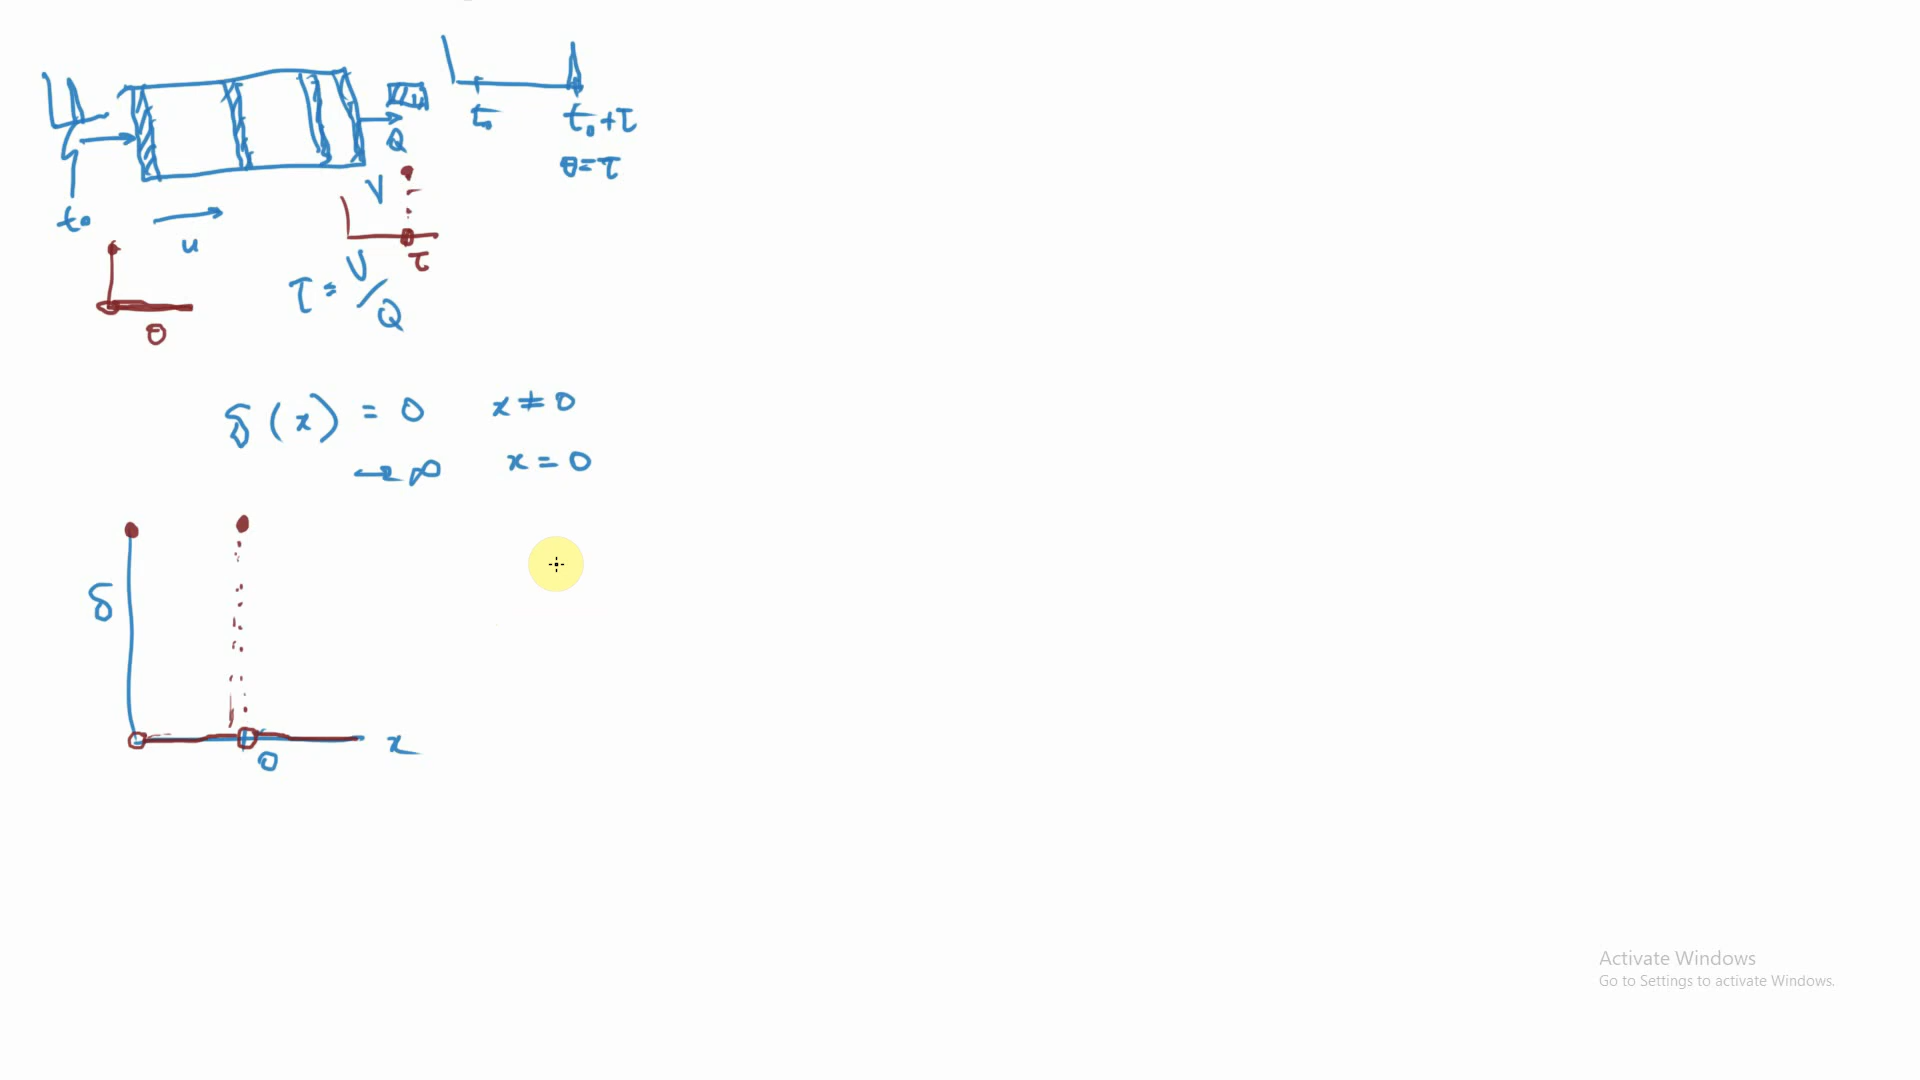 t₀
t₀+τ
Q
θ=τ
V
t₀
u
τ
τ = V/Q
θ
δ(x) = 0    x ≠ 0
→ ∞    x = 0
δ
x
0
Activate Windows
Go to Settings to activate Windows.